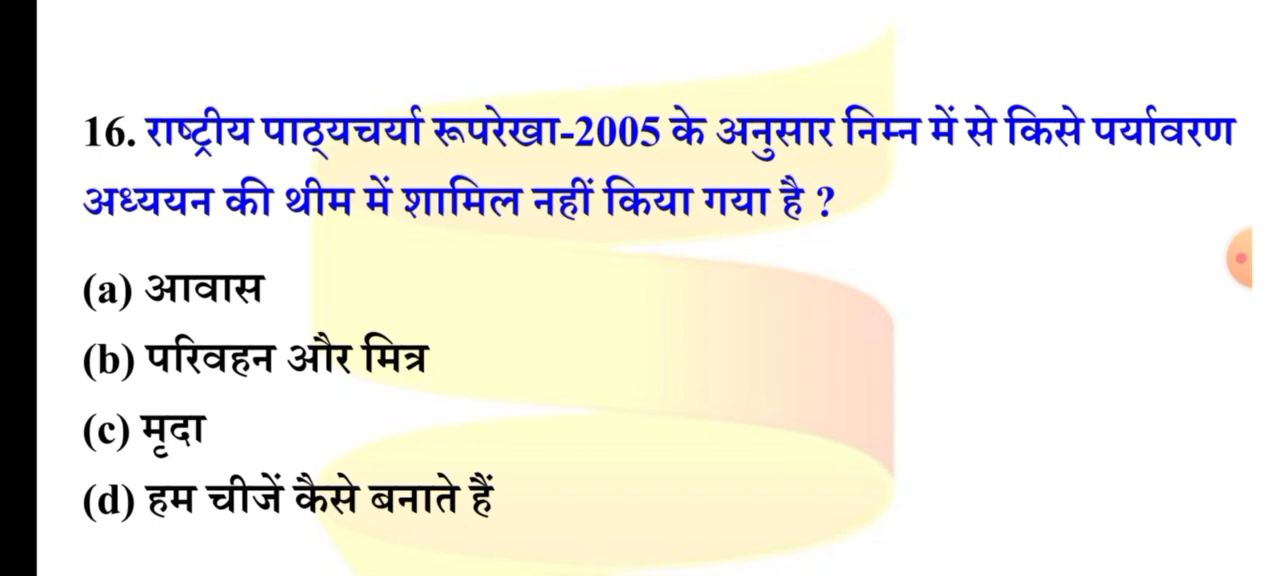 16. राष्ट्रीय पाठ्यचर्या रूपरेखा-2005 के अनुसार निम्न में से किसे पर्यावरण
अध्ययन की थीम में शामिल नहीं किया गया है ?
(a) आवास
(b) परिवहन और मित्र
(c) मृदा
(d) हम चीजें कैसे बनाते हैं